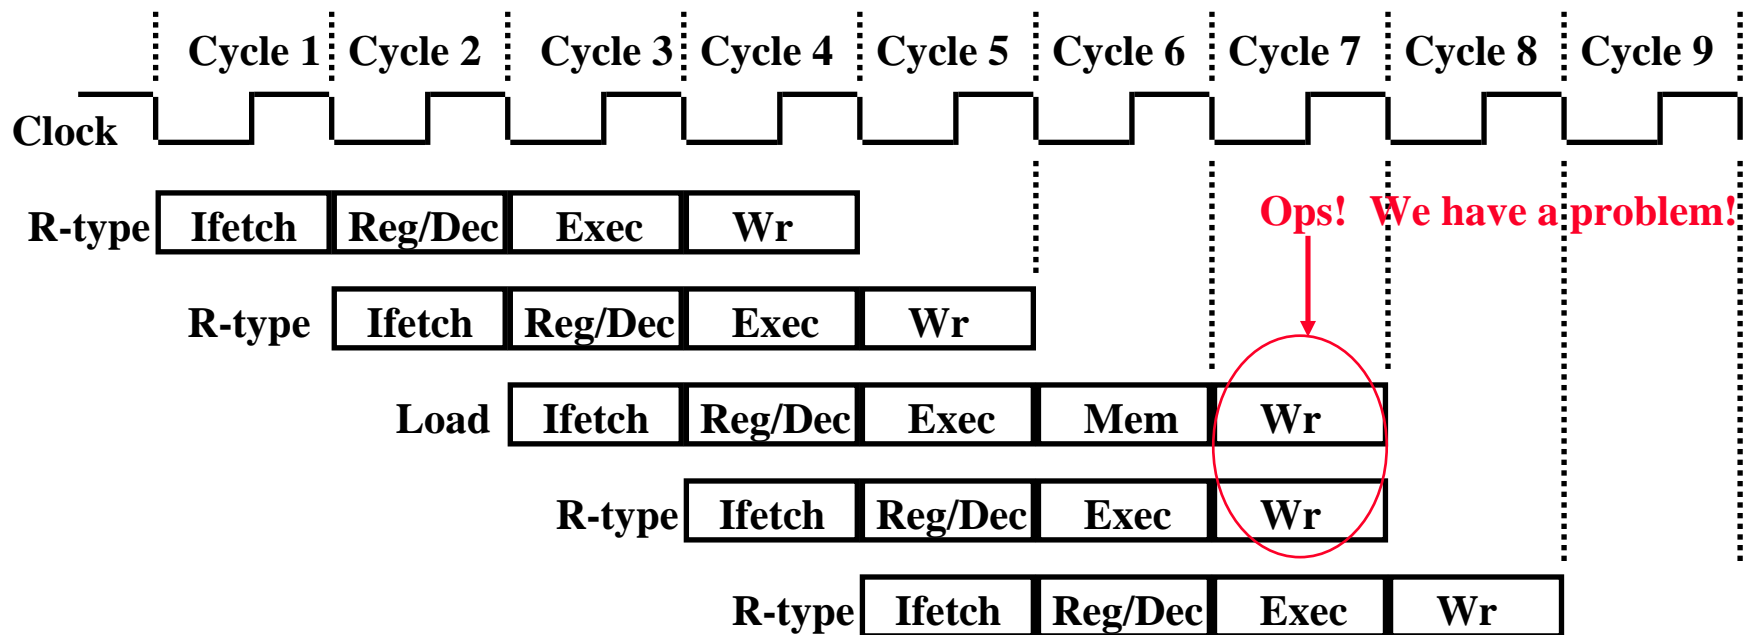 Cycle 1 Cycle 2 Cycle 3 Cycle 4 Cycle 5 Cycle 6 Cycle 7 Cycle 8 Cycle 9
Clock
Ops! We have a problem!
R-type Ifetch Reg/Dec Exec Wr
R-type Ifetch Reg/Dec Exec Wr
Load Ifetch Reg/Dec Exec Mem Wr
R-type Ifetch Reg/Dec Exec Wr
R-type Ifetch Reg/Dec Exec Wr